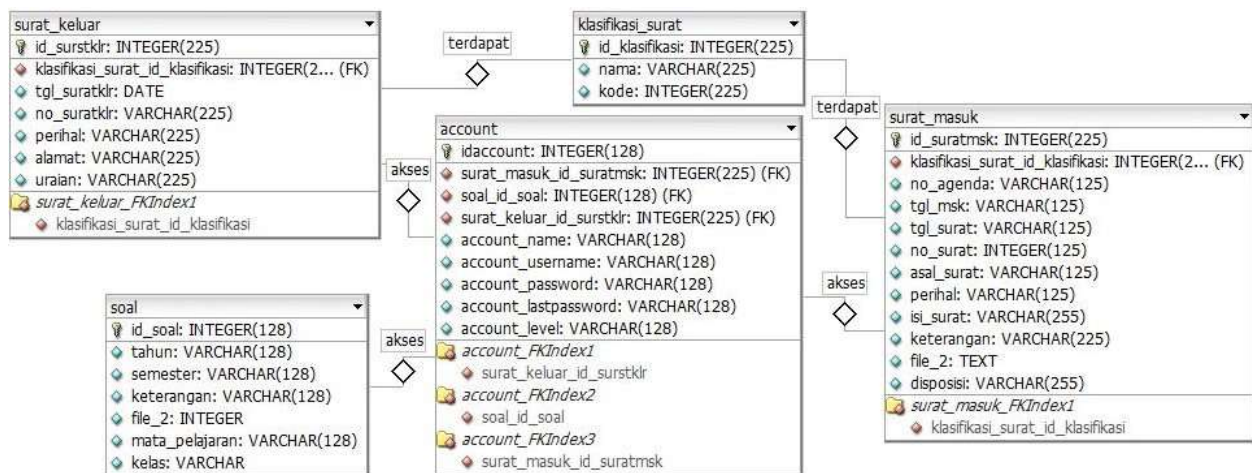 surat_keluar
id_surstklr: INTEGER(225)
klasifikasi_surat_id_klasifikasi: INTEGER(2... (FK)
tgl_suratklr: DATE
no_suratklr: VARCHAR(225)
perihal: VARCHAR(225)
alamat: VARCHAR(225)
uraian: VARCHAR(225)
surat_keluar_FKIndex1
klasifikasi_surat_id_klasifikasi
terdapat
klasifikasi_surat
id_klasifikasi: INTEGER(225)
nama: VARCHAR(225)
kode: INTEGER(225)
terdapat
surat_masuk
id_suratmsk: INTEGER(225)
klasifikasi_surat_id_klasifikasi: INTEGER(2... (FK)
no_agenda: VARCHAR(125)
tgl_msk: VARCHAR(125)
tgl_surat: VARCHAR(125)
no_surat: INTEGER(125)
asal_surat: VARCHAR(125)
perihal: VARCHAR(125)
isi_surat: VARCHAR(255)
keterangan: VARCHAR(225)
file_2: TEXT
disposisi: VARCHAR(255)
surat_masuk_FKIndex1
klasifikasi_surat_id_klasifikasi
akses
account
idaccount: INTEGER(128)
surat_masuk_id_suratmsk: INTEGER(225) (FK)
soal_id_soal: INTEGER(128) (FK)
surat_keluar_id_surstklr: INTEGER(225) (FK)
account_name: VARCHAR(128)
account_username: VARCHAR(128)
account_password: VARCHAR(128)
account_lastpassword: VARCHAR(128)
account_level: VARCHAR(128)
account_FKIndex1
surat_keluar_id_surstklr
account_FKIndex2
soal_id_soal
account_FKIndex3
surat_masuk_id_suratmsk
akses
soal
id_soal: INTEGER(128)
tahun: VARCHAR(128)
semester: VARCHAR(128)
keterangan: VARCHAR(128)
file_2: INTEGER
mata_pelajaran: VARCHAR(128)
kelas: VARCHAR
akses